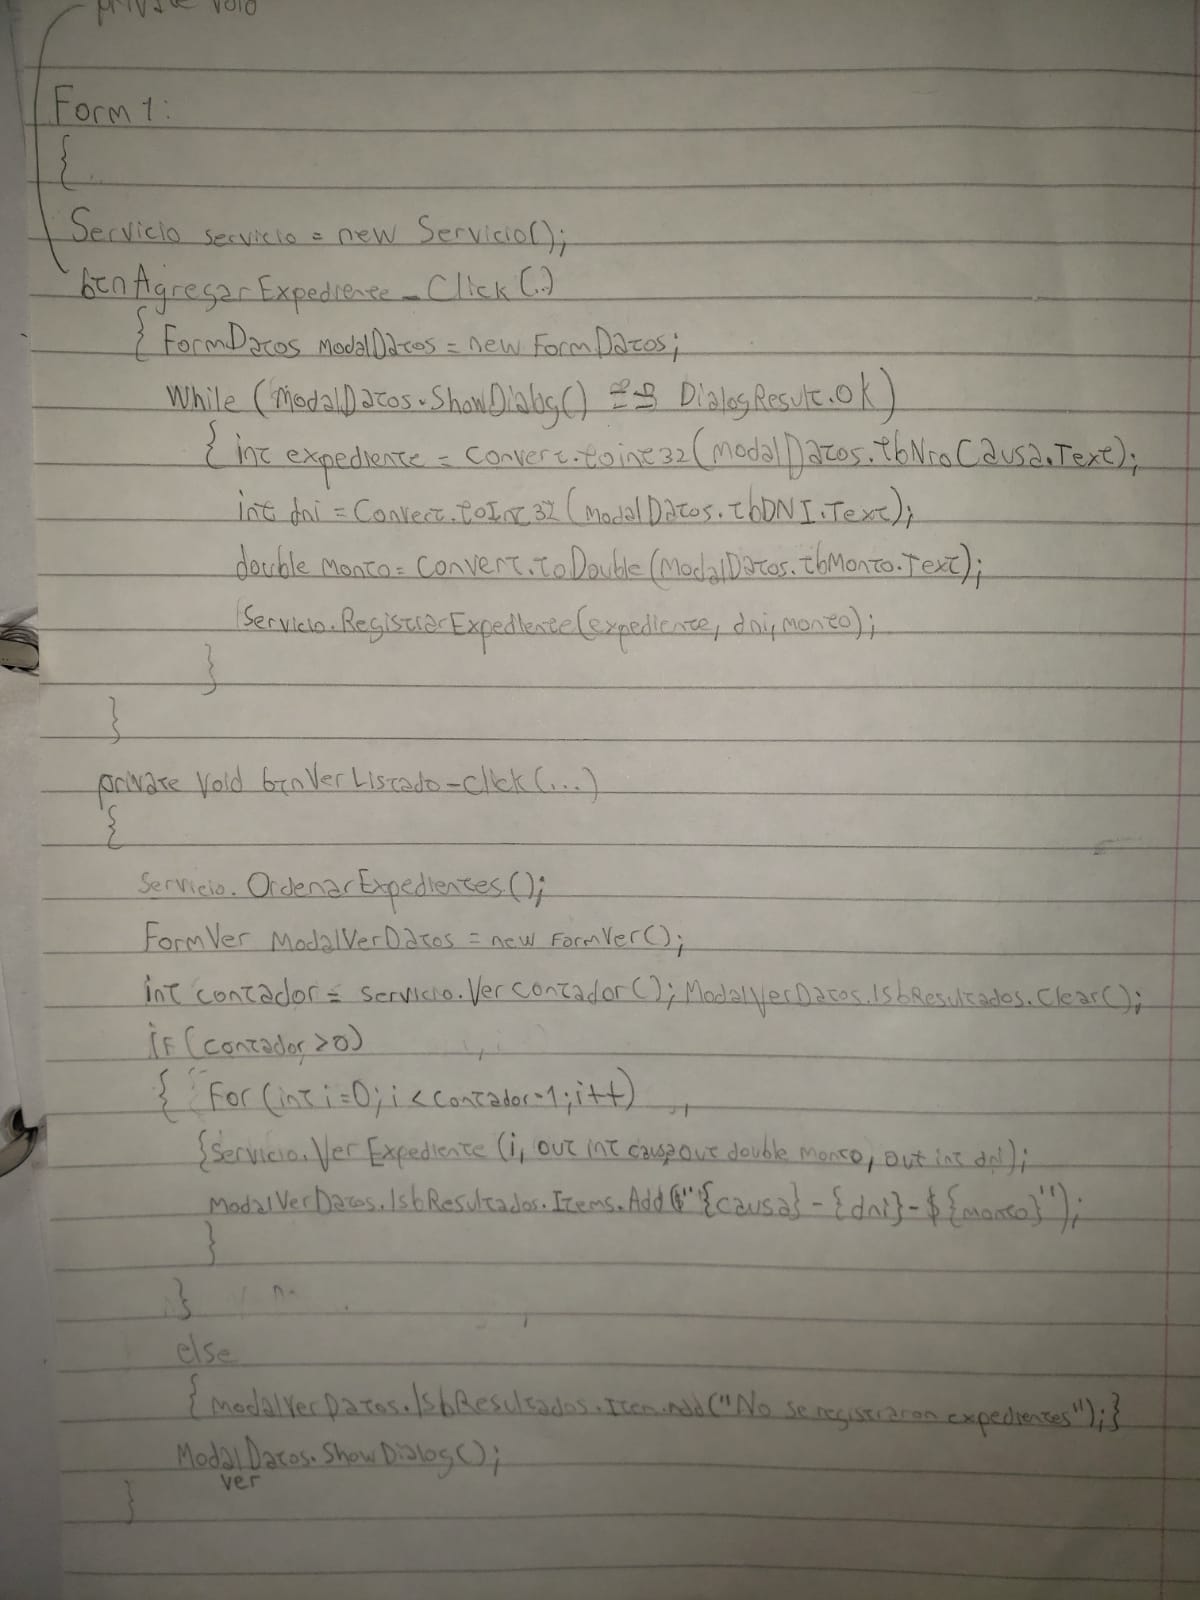 private void
Form 1:
{
Servicio servicio = new Servicio();
btnAgregarExpediente_Click(..)
{ FormDatos ModalDatos = new FormDatos;
While (ModalDatos.ShowDialog() == DialogResult.OK)
{ int expediente = Convert.toint32(ModalDatos.tbNroCausa.Text);
int dni = Convert.toInt32(ModalDatos.tbDNI.Text);
double Monto = Convert.toDouble(ModalDatos.tbMonto.Text);
Servicio.RegistrarExpediente(expediente, dni, monto);
}
}
private Void btnVerListado-Click(...)
{
Servicio.OrdenarExpedientes();
FormVer ModalVerDatos = new FormVer();
int contador = servicio.VerContador(); ModalVerDatos.lsbResultados.Clear();
if (contador >0)
{ For (int i=0; i < contador-1; i++)
{Servicio.VerExpediente (i, out int causa, out double monto, out int dni);
ModalVerDatos.lsbResultados.Items.Add($"{causa}-{dni}-${monto}");
}
}
else
{ ModalVerDatos.lsbResultados.Item.Add("No se registraron expedientes");}
ModalDatos.ShowDialog();
Ver
}